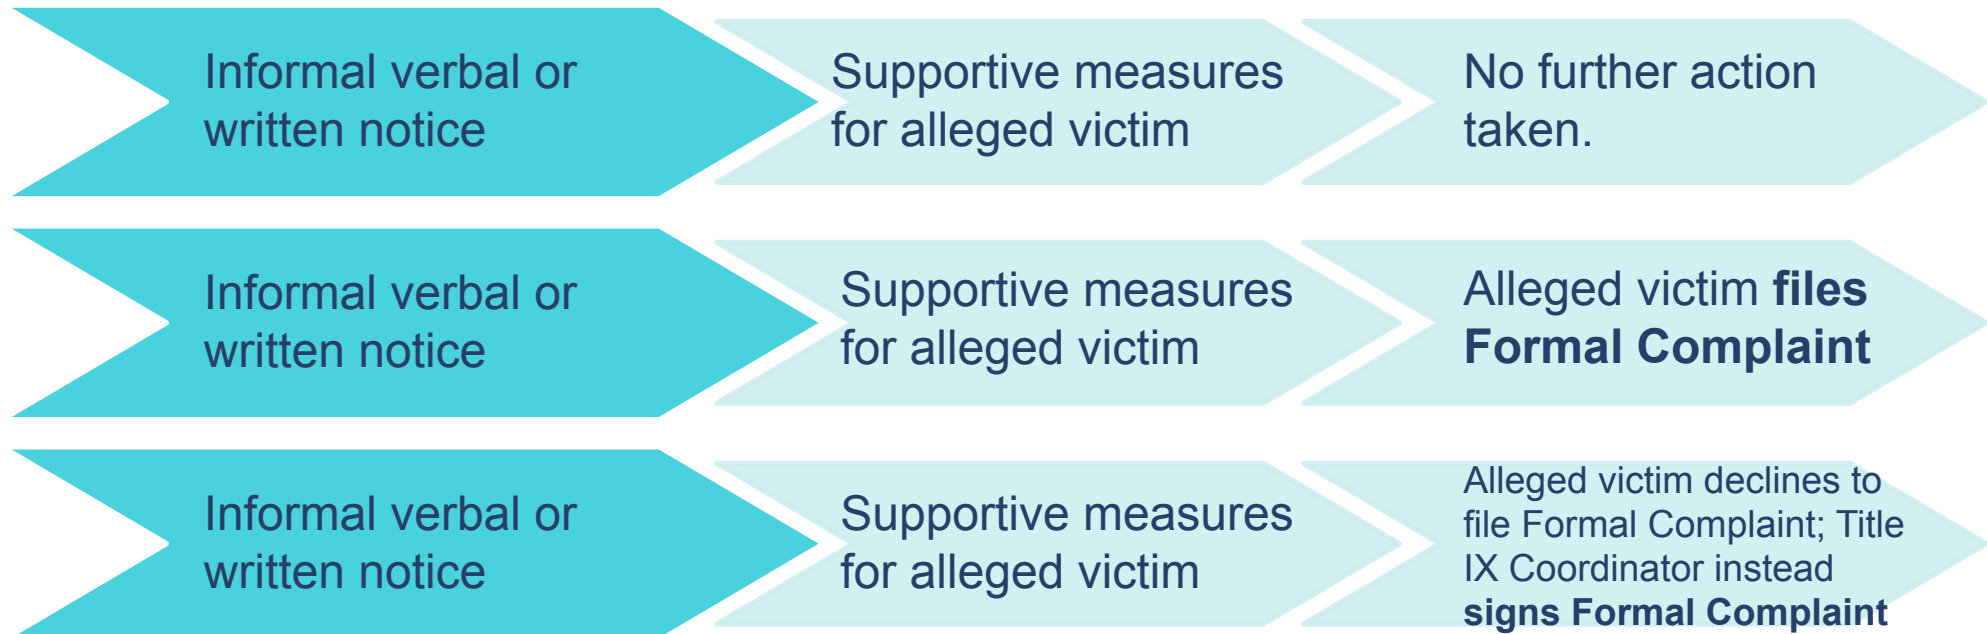 Informal verbal or
written notice
Supportive measures
for alleged victim
No further action
taken.
Informal verbal or
written notice
Supportive measures
for alleged victim
Alleged victim files
Formal Complaint
Informal verbal or
written notice
Supportive measures
for alleged victim
Alleged victim declines to
file Formal Complaint; Title
IX Coordinator instead
signs Formal Complaint